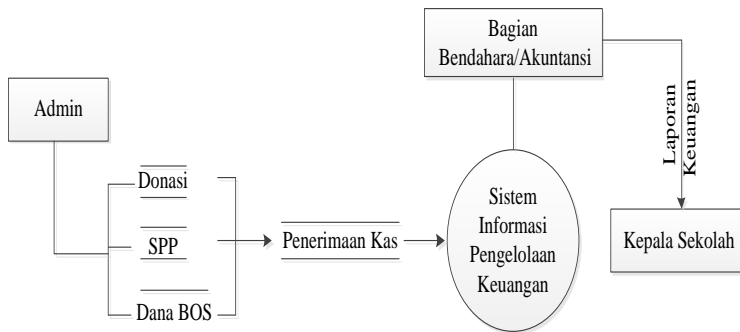 Bagian
Bendahara/Akuntansi
Admin
Laporan
Keuangan
Donasi
SPP
Dana BOS
Penerimaan Kas
Sistem
Informasi
Pengelolaan
Keuangan
Kepala Sekolah